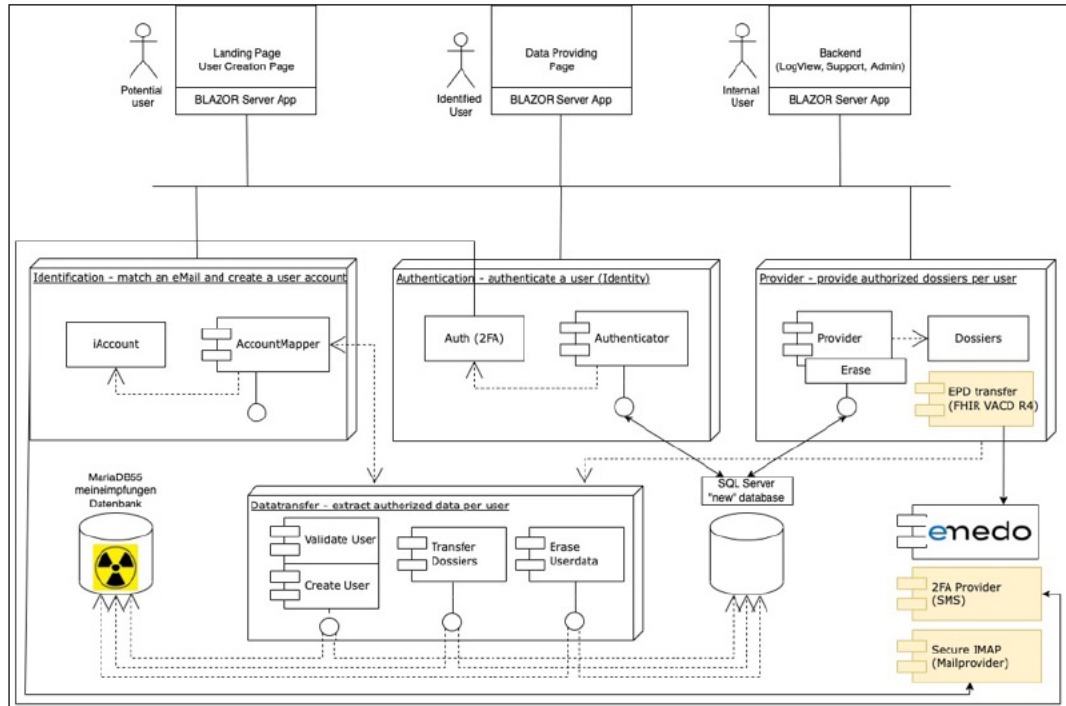 Landing Page
User Creation Page
BLAZOR Server App
Potential
user
Data Providing
Page
BLAZOR Server App
Identified
User
Backend
(LogView, Support, Admin)
BLAZOR Server App
Internal
User
Identification - match an eMail and create a user account
iAccount
AccountMapper
Authentication - authenticate a user (Identity)
Auth (2FA)
Authenticator
Provider - provide authorized dossiers per user
Provider
Erase
Dossiers
EPD transfer
(FHIR VACD R4)
MariaDB55
meineimpfungen
Datenbank
Datatransfer - extract authorized data per user
Validate User
Create User
Transfer
Dossiers
Erase
Userdata
SQL Server
"new" database
emedo
2FA Provider
(SMS)
Secure IMAP
(Mailprovider)